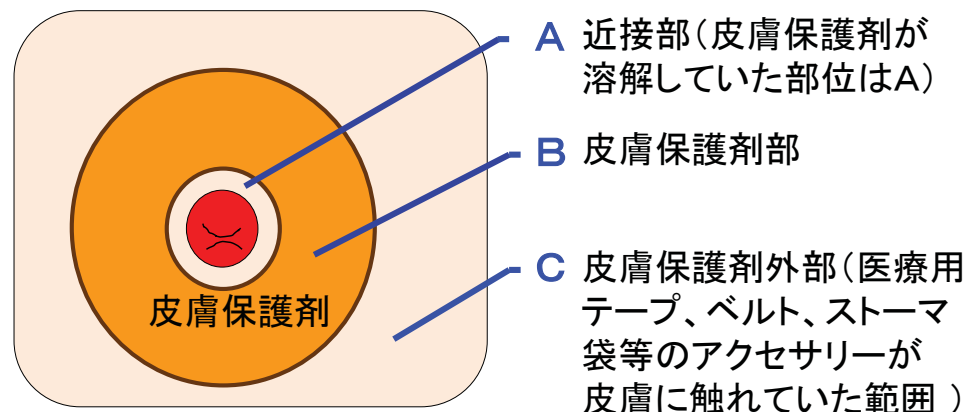 A 近接部(皮膚保護剤が
溶解していた部位はA)
B 皮膚保護剤部
C 皮膚保護剤外部(医療用
テープ、ベルト、ストーマ
袋等のアクセサリーが
皮膚に触れていた範囲 )
皮膚保護剤